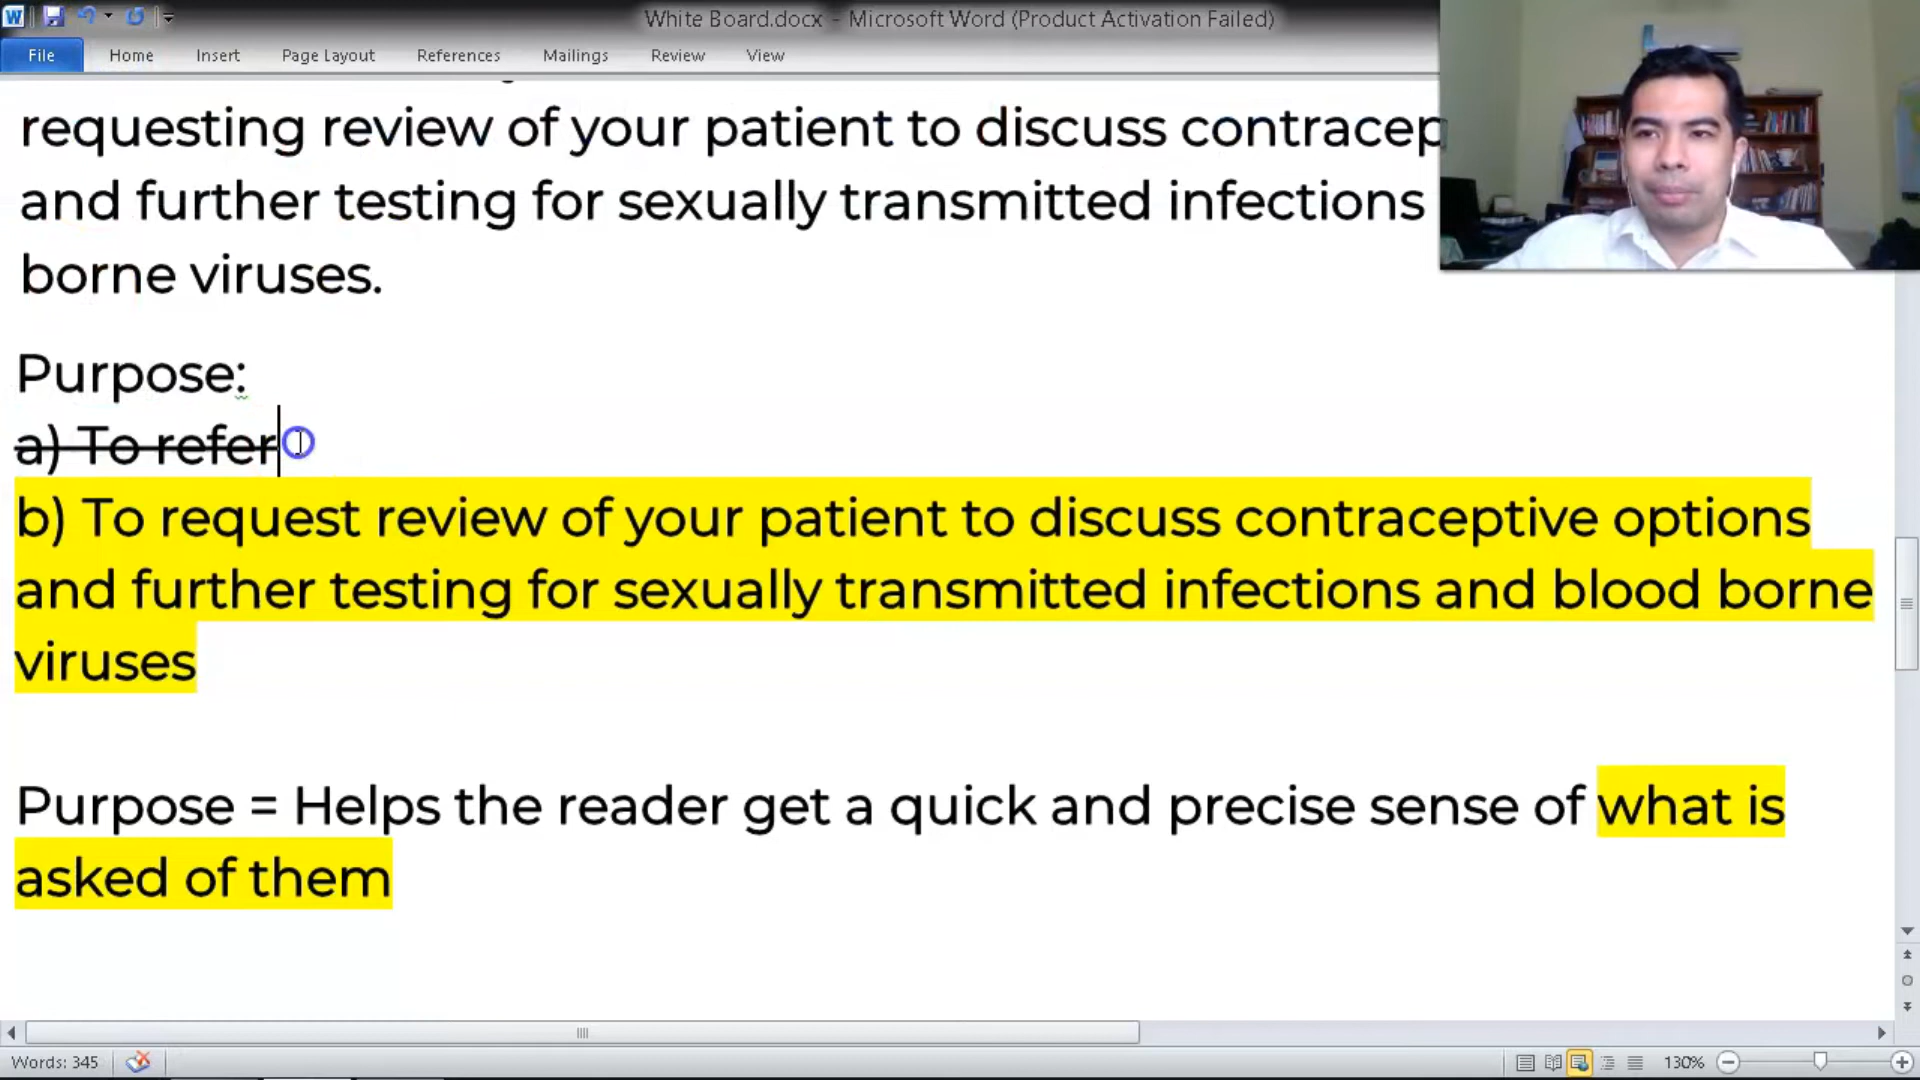 White Board.docx - Microsoft Word (Product Activation Failed)
File Home Insert Page Layout References Mailings Review View
requesting review of your patient to discuss contracep
and further testing for sexually transmitted infections
borne viruses.
Purpose:
a) To refer
b) To request review of your patient to discuss contraceptive options
and further testing for sexually transmitted infections and blood borne
viruses
Purpose = Helps the reader get a quick and precise sense of what is
asked of them
Words: 345 130%